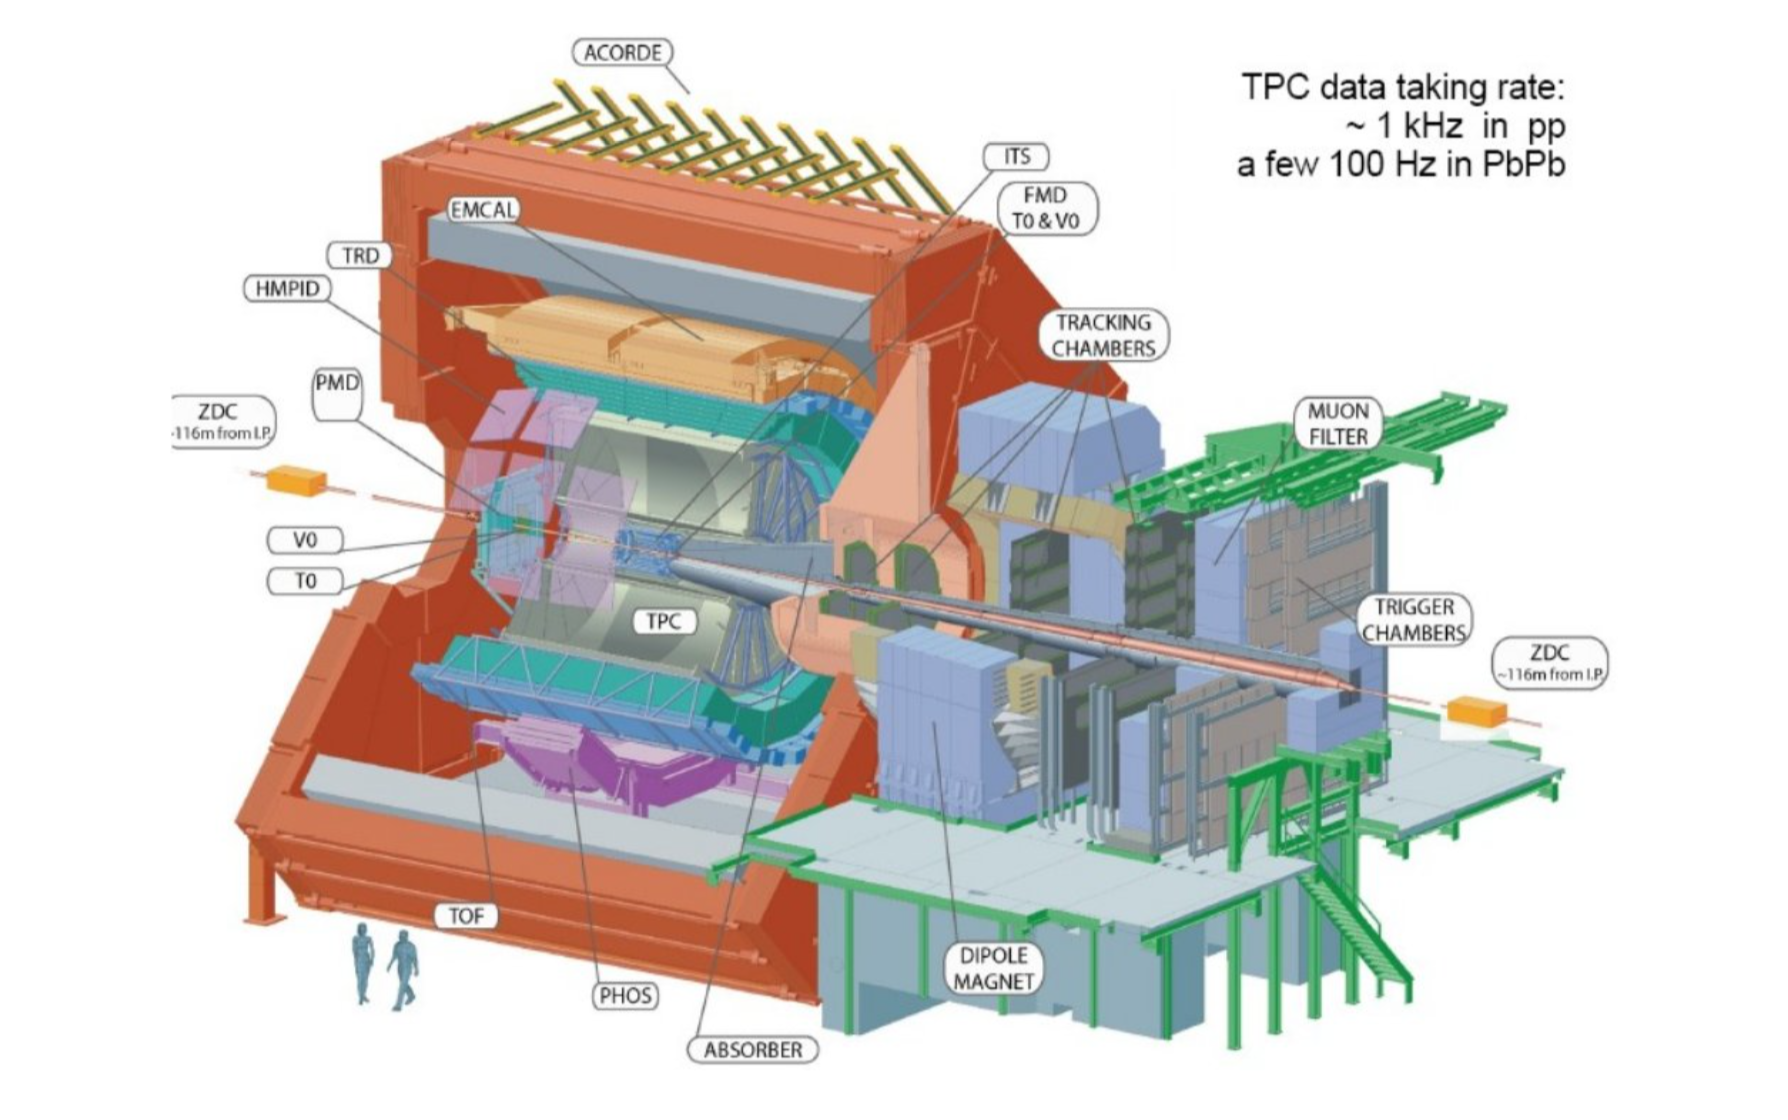 ACORDE
TPC data taking rate:
~ 1 kHz in pp
a few 100 Hz in PbPb
ITS
FMD
T0 & V0
EMCAL
TRD
HMPID
TRACKING
CHAMBERS
PMD
ZDC
~116m from I.P.
MUON
FILTER
V0
T0
TPC
TRIGGER
CHAMBERS
ZDC
~116m from I.P.
TOF
DIPOLE
MAGNET
PHOS
ABSORBER